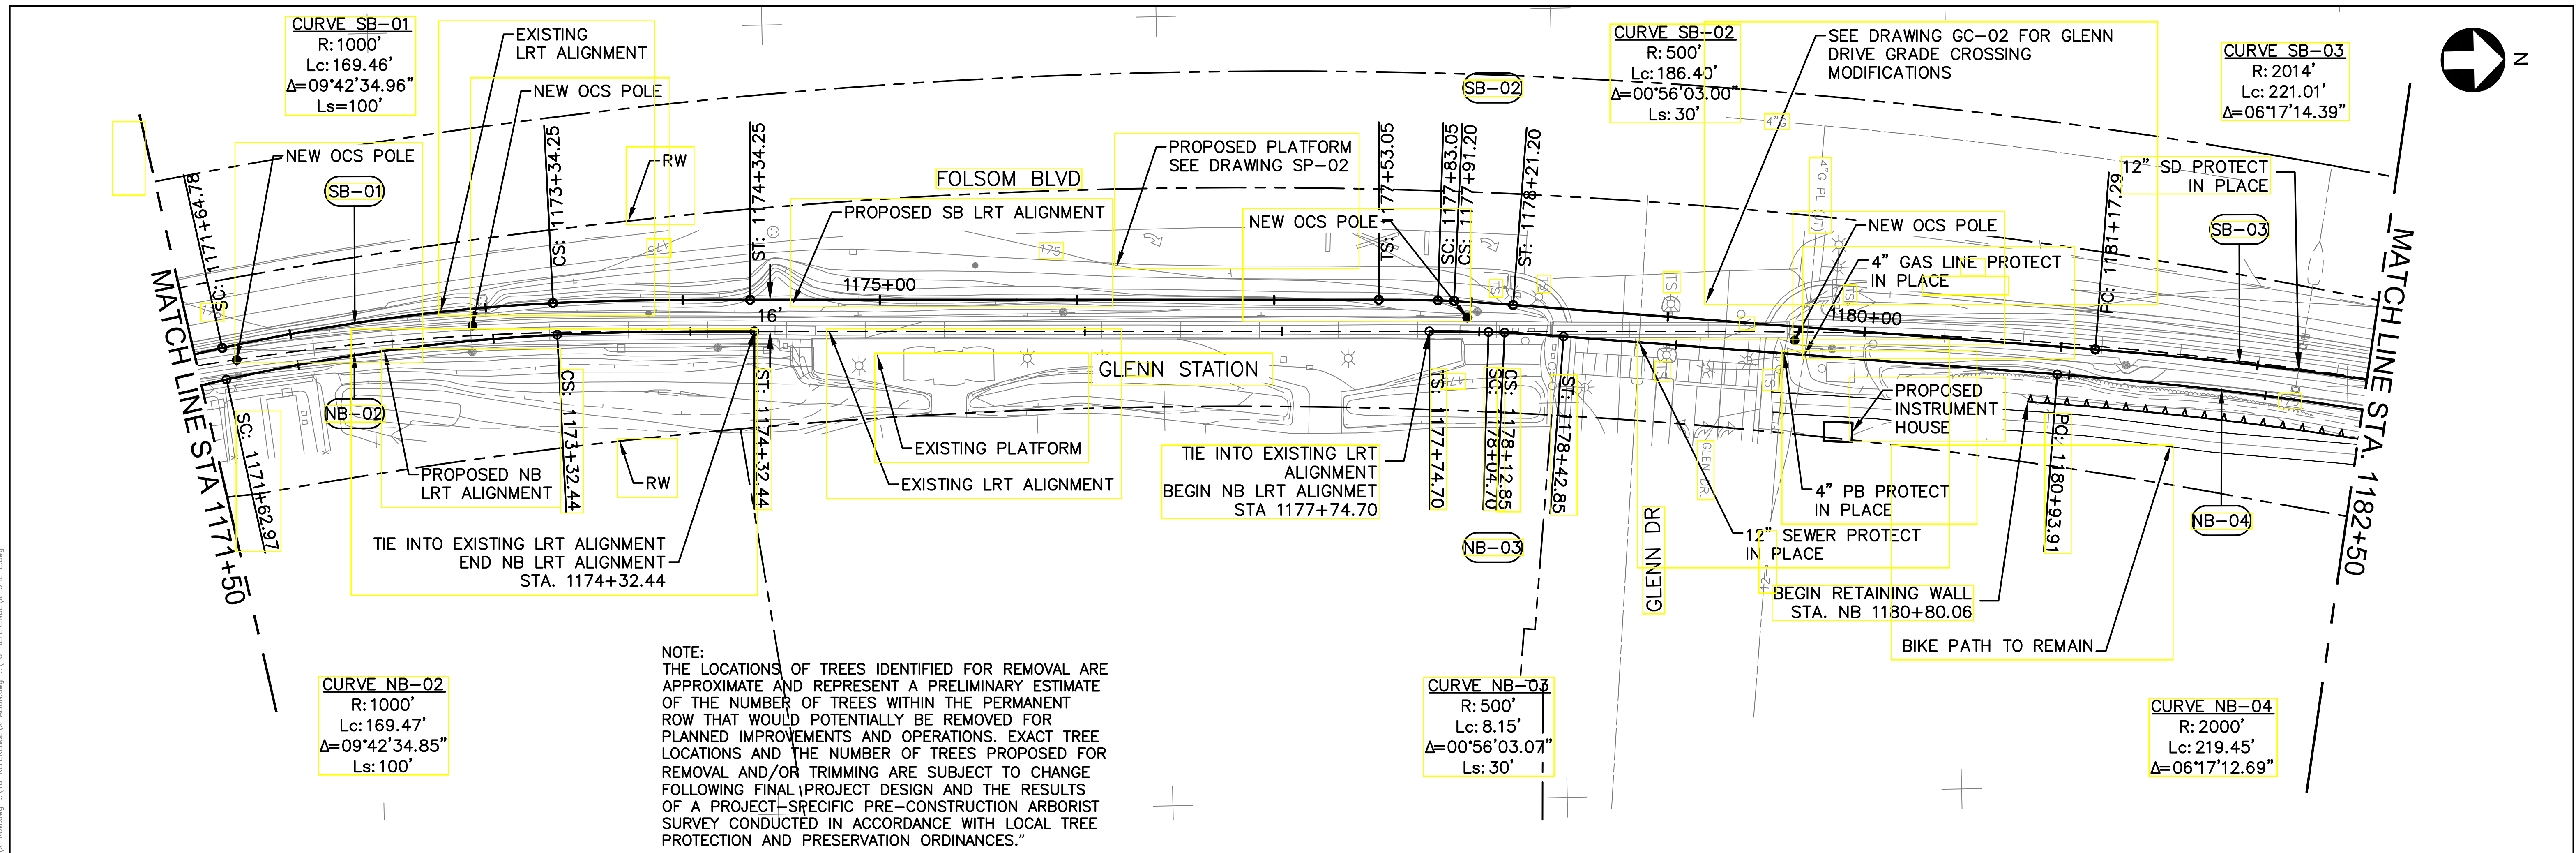 CURVE SB-01
R: 1000'
Lc: 169.46'
Δ=09°42'34.96"
Ls=100'
EXISTING
LRT ALIGNMENT
NEW OCS POLE
NEW OCS POLE
SB-01
RW
FOLSOM BLVD
PROPOSED PLATFORM
SEE DRAWING SP-02
PROPOSED SB LRT ALIGNMENT
NEW OCS POLE
SB-02
CURVE SB-02
R: 500'
Lc: 186.40'
Δ=00°56'03.00"
Ls: 30'
SEE DRAWING GC-02 FOR GLENN
DRIVE GRADE CROSSING
MODIFICATIONS
CURVE SB-03
R: 2014'
Lc: 221.01'
Δ=06°17'14.39"
N
12" SD PROTECT
IN PLACE
SB-03
NEW OCS POLE
4" GAS LINE PROTECT
IN PLACE
4"G
4"G PL (JT)
SC: 1171+64.78
CS: 1173+34.25
ST: 1174+34.25
TS: 1177+53.05
SC: 1177+83.05
CS: 1177+91.20
ST: 1178+21.20
PC: 1181+17.29
175
1175+00
16'
1180+00
TS
TS
TS
TS
TS
TS
MATCH LINE STA 1171+50
MATCH LINE STA. 1182+50
GLENN STATION
NB-02
PROPOSED NB
LRT ALIGNMENT
RW
EXISTING PLATFORM
EXISTING LRT ALIGNMENT
TIE INTO EXISTING LRT
ALIGNMENT
BEGIN NB LRT ALIGNMET
STA 1177+74.70
TIE INTO EXISTING LRT ALIGNMENT
END NB LRT ALIGNMENT
STA. 1174+32.44
SC: 1171+62.97
CS: 1173+32.44
ST: 1174+32.44
TS: 1177+74.70
SC: 1178+04.70
CS: 1178+12.85
ST: 1178+42.85
PC: 1180+93.91
NB-03
GLENN DR
GLEN DR.
PROPOSED
INSTRUMENT
HOUSE
4" PB PROTECT
IN PLACE
12" SEWER PROTECT
IN PLACE
NB-04
BEGIN RETAINING WALL
STA. NB 1180+80.06
BIKE PATH TO REMAIN
NOTE:
THE LOCATIONS OF TREES IDENTIFIED FOR REMOVAL ARE
APPROXIMATE AND REPRESENT A PRELIMINARY ESTIMATE
OF THE NUMBER OF TREES WITHIN THE PERMANENT
ROW THAT WOULD POTENTIALLY BE REMOVED FOR
PLANNED IMPROVEMENTS AND OPERATIONS. EXACT TREE
LOCATIONS AND THE NUMBER OF TREES PROPOSED FOR
REMOVAL AND/OR TRIMMING ARE SUBJECT TO CHANGE
FOLLOWING FINAL PROJECT DESIGN AND THE RESULTS
OF A PROJECT-SPECIFIC PRE-CONSTRUCTION ARBORIST
SURVEY CONDUCTED IN ACCORDANCE WITH LOCAL TREE
PROTECTION AND PRESERVATION ORDINANCES."
CURVE NB-02
R: 1000'
Lc: 169.47'
Δ=09°42'34.85"
Ls: 100'
CURVE NB-03
R: 500'
Lc: 8.15'
Δ=00°56'03.07"
Ls: 30'
CURVE NB-04
R: 2000'
Lc: 219.45'
Δ=06°17'12.69"